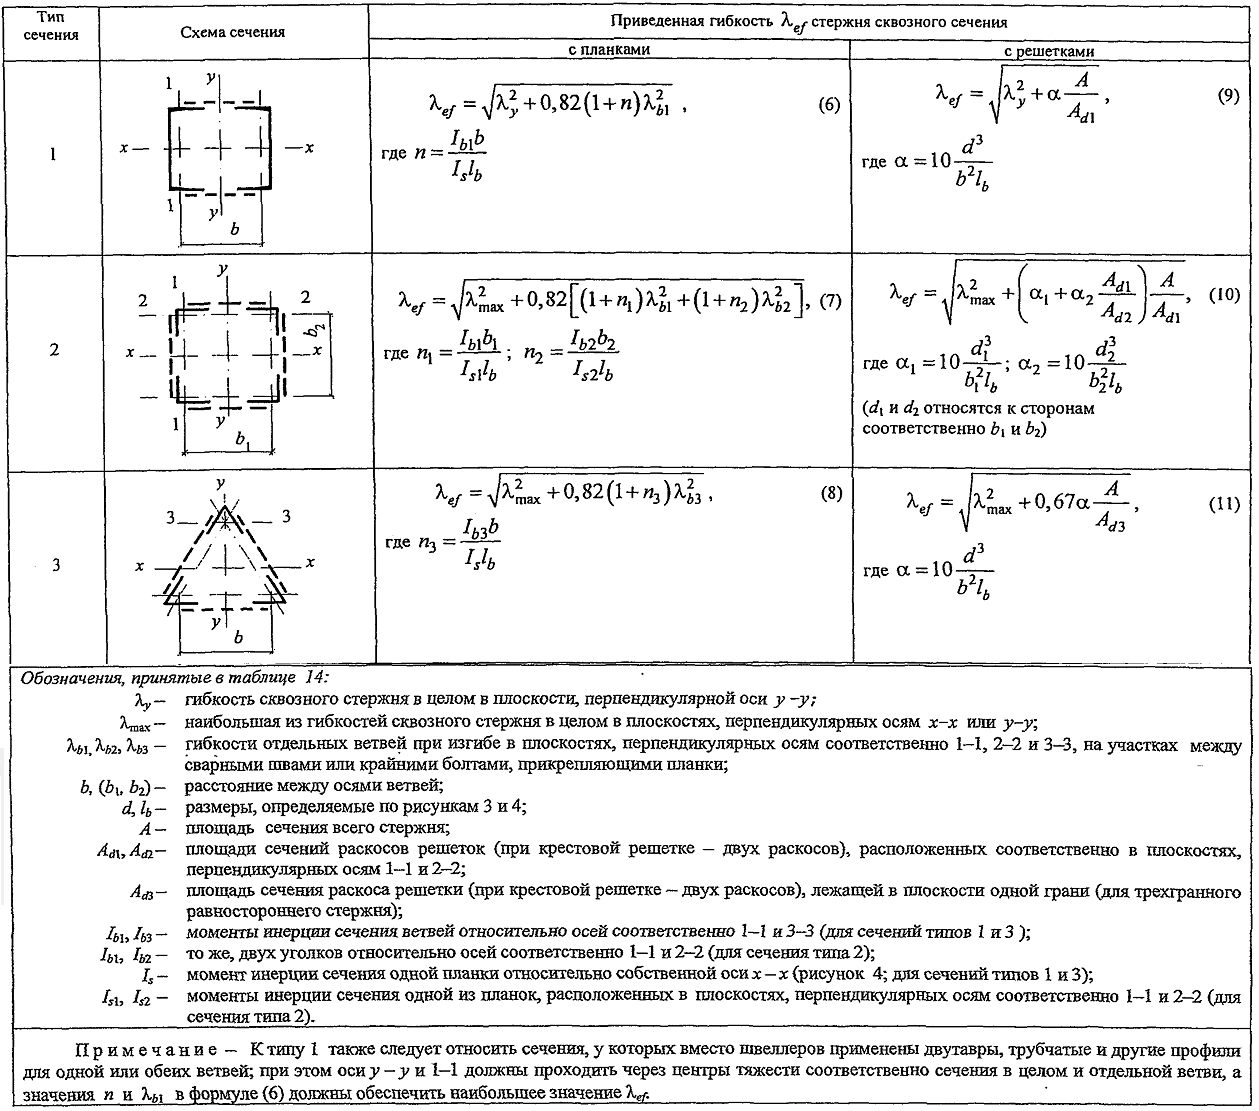 Тип сечения
Схема сечения
Приведенная гибкость λef стержня сквозного сечения
с планками
с решетками
1
1
y
x
x
1
y
b
λef = √(λy² + 0,82(1 + n)λb1²) , (6)
где n = Ib1b / Islb
λef = √(λy² + α A/Ad1) , (9)
где α = 10 d³ / b²lb
2
1
y
2
2
b2
x
x
1
y
b1
λef = √(λmax² + 0,82[(1 + n1)λb1² + (1 + n2)λb2²]) , (7)
где n1 = Ib1b1 / Is1lb ; n2 = Ib2b2 / Is2lb
λef = √(λmax² + (α1 + α2 Ad1/Ad2) A/Ad1) , (10)
где α1 = 10 d1³ / b1²lb ; α2 = 10 d2³ / b2²lb
(d1 и d2 относятся к сторонам
соответственно b1 и b2)
3
y
3
3
x
x
y
b
λef = √(λmax² + 0,82(1 + n3)λb3²) , (8)
где n3 = Ib3b / Islb
λef = √(λmax² + 0,67α A/Ad3) , (11)
где α = 10 d³ / b²lb
Обозначения, принятые в таблице 14:
λy – гибкость сквозного стержня в целом в плоскости, перпендикулярной оси y –y;
λmax – наибольшая из гибкостей сквозного стержня в целом в плоскостях, перпендикулярных осям x–x или y–y;
λb1, λb2, λb3 – гибкости отдельных ветвей при изгибе в плоскостях, перпендикулярных осям соответственно 1–1, 2–2 и 3–3, на участках между
сварными швами или крайними болтами, прикрепляющими планки;
b, (b1, b2) – расстояние между осями ветвей;
d, lb – размеры, определяемые по рисункам 3 и 4;
A – площадь сечения всего стержня;
Ad1, Ad2 – площади сечений раскосов решеток (при крестовой решетке – двух раскосов), расположенных соответственно в плоскостях,
перпендикулярных осям 1–1 и 2–2;
Ad3 – площадь сечения раскоса решетки (при крестовой решетке – двух раскосов), лежащей в плоскости одной грани (для трехгранного
равностороннего стержня);
Ib1, Ib3 – моменты инерции сечения ветвей относительно осей соответственно 1–1 и 3–3 (для сечений типов 1 и 3 );
Ib1, Ib2 – то же, двух уголков относительно осей соответственно 1–1 и 2–2 (для сечения типа 2);
Is – момент инерции сечения одной планки относительно собственной оси x – x (рисунок 4; для сечений типов 1 и 3);
Is1, Is2 – моменты инерции сечения одной из планок, расположенных в плоскостях, перпендикулярных осям соответственно 1–1 и 2–2 (для
сечения типа 2).
Примечание – К типу 1 также следует относить сечения, у которых вместо швеллеров применены двутавры, трубчатые и другие профили
для одной или обеих ветвей; при этом оси y – y и 1–1 должны проходить через центры тяжести соответственно сечения в целом и отдельной ветви, а
значения n и λb1 в формуле (6) должны обеспечить наибольшее значение λef.